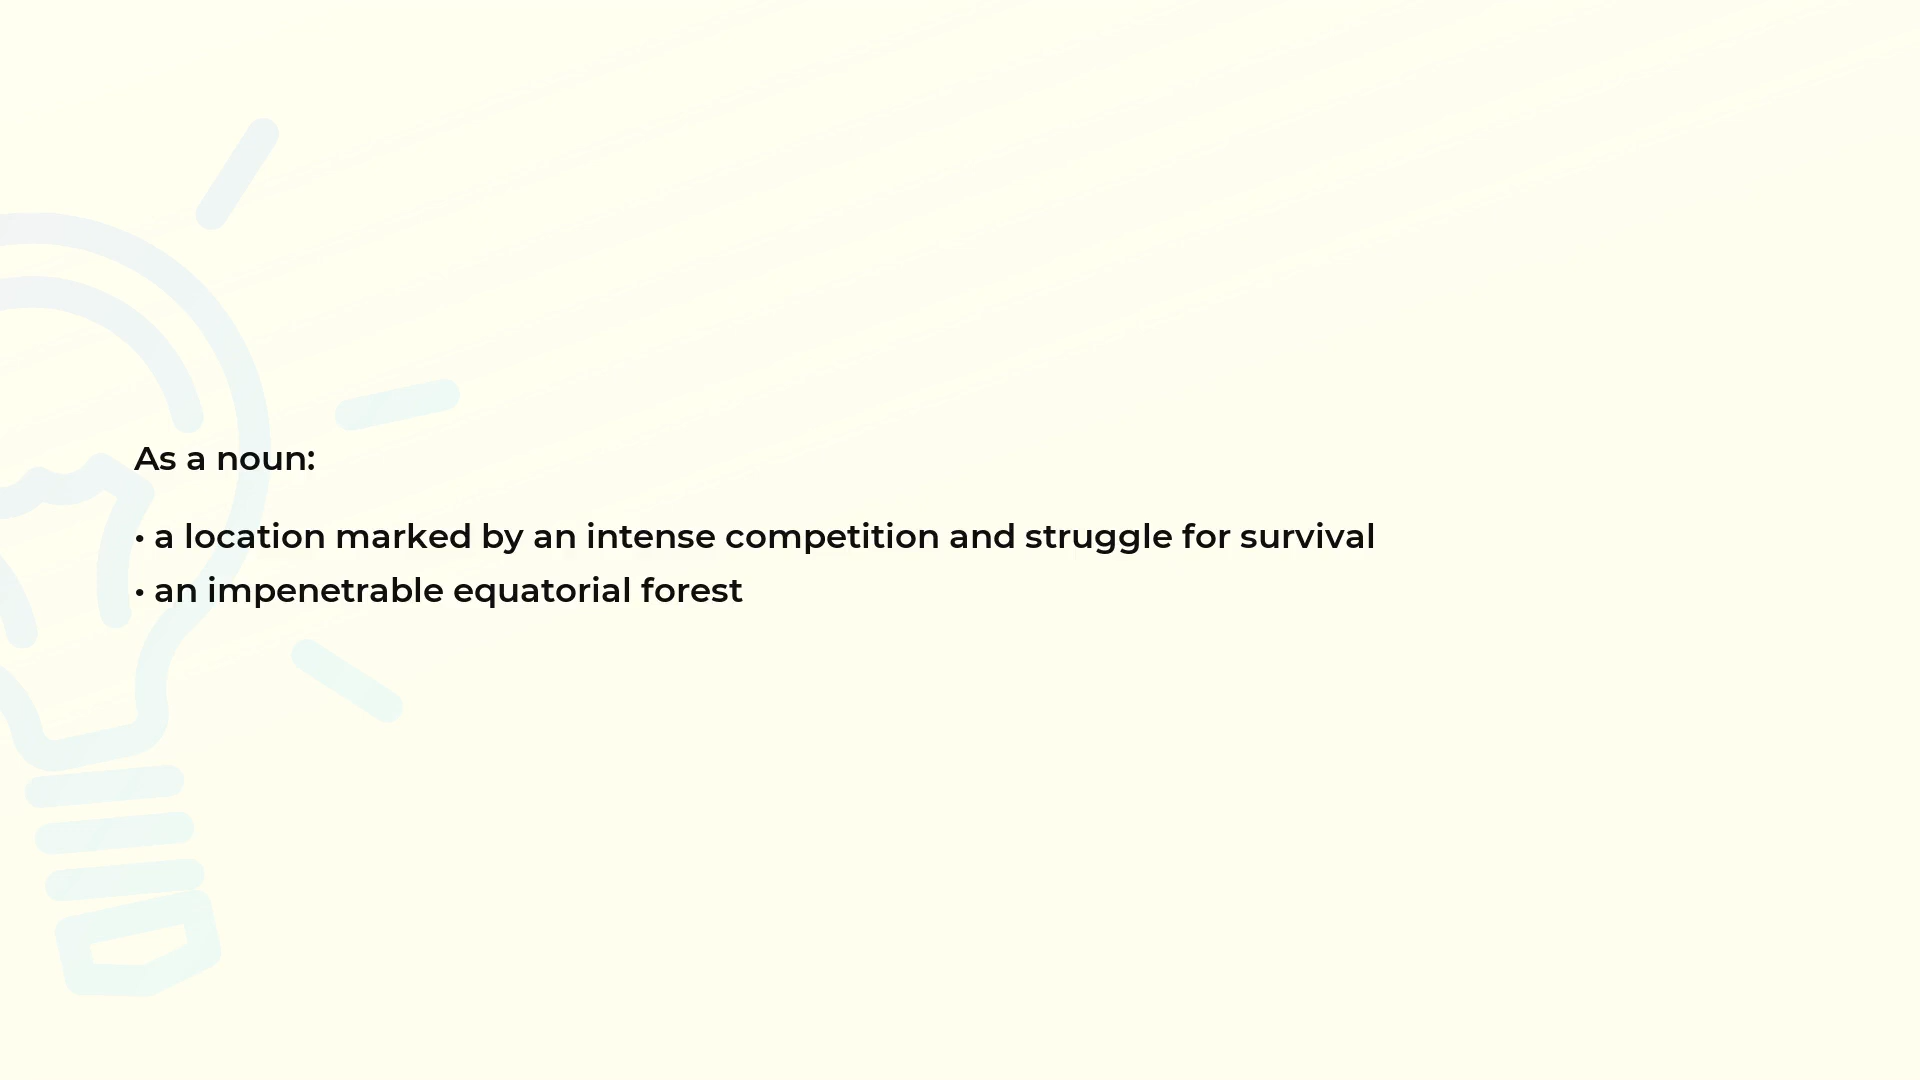 As a noun:
• a location marked by an intense competition and struggle for survival
• an impenetrable equatorial forest